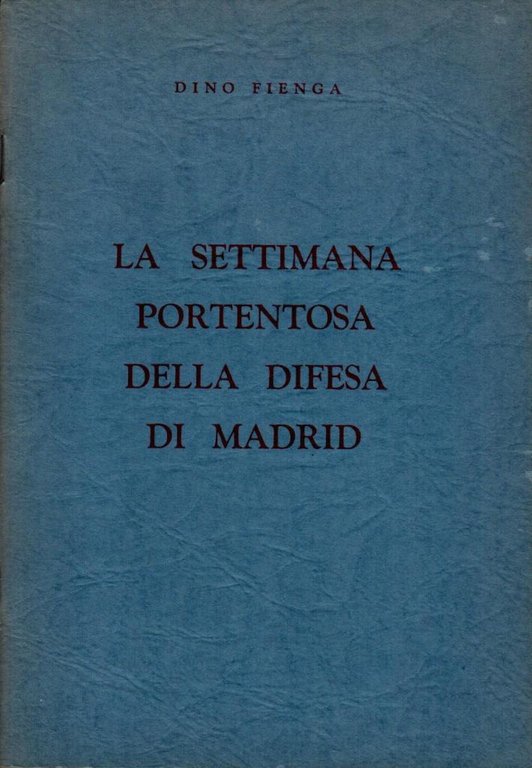 DINO FIENGA
LA SETTIMANA
PORTENTOSA
DELLA DIFESA
DI MADRID